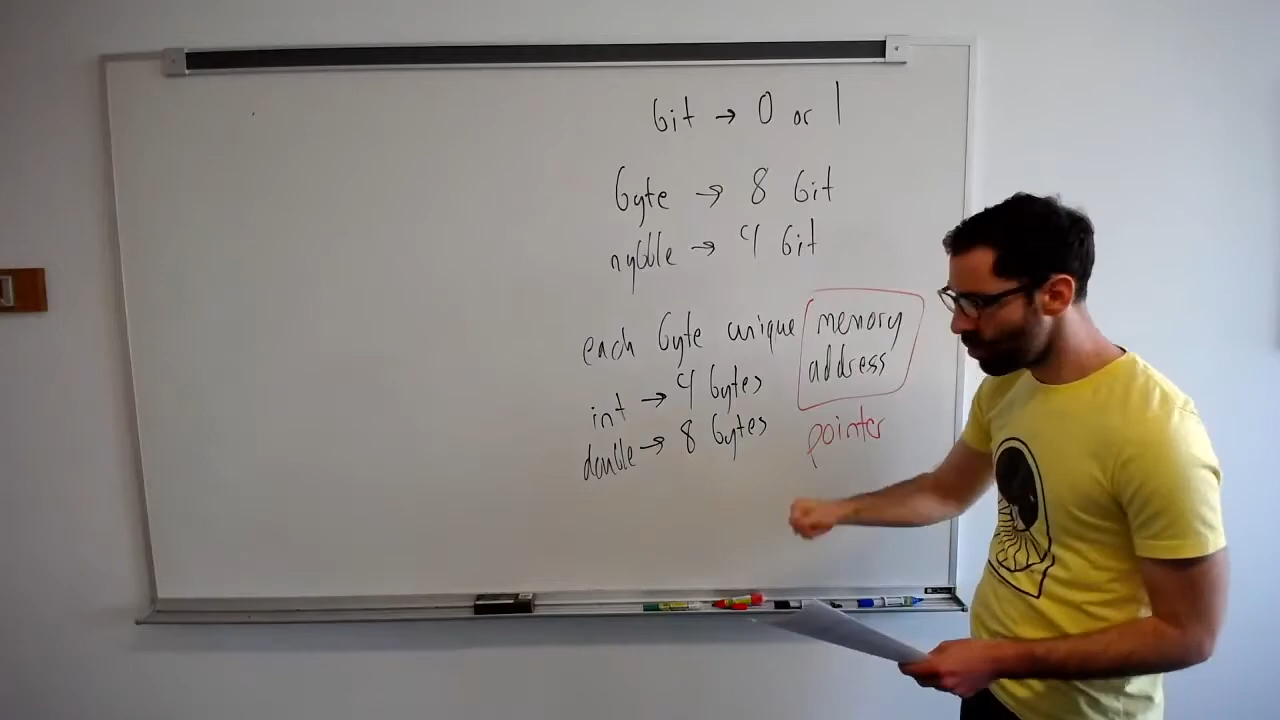 bit → 0 or 1
byte → 8 bit
nybble → 4 bit
each byte unique memory
address
int → 4 bytes
double → 8 bytes
pointer